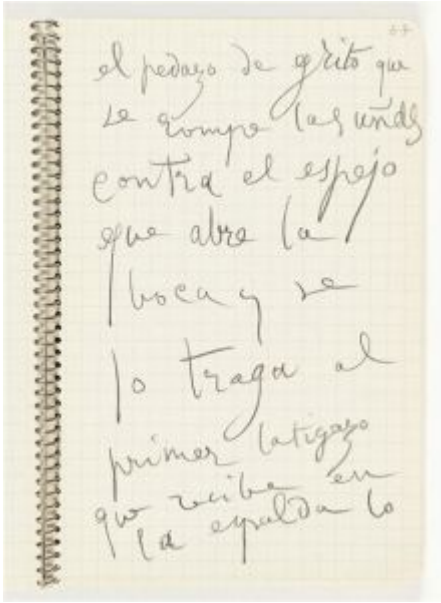 el pedazo de grito que
se rompe las uñas
contra el espejo
que abre la
boca y se
lo traga al
primer latigazo
que recibe en
la espalda lo